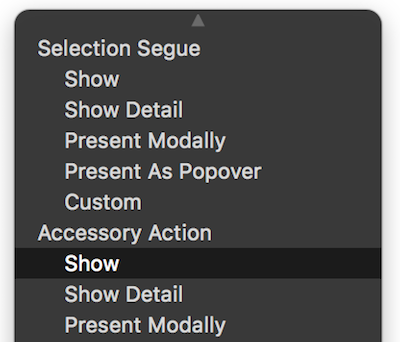 Selection Segue
Show
Show Detail
Present Modally
Present As Popover
Custom
Accessory Action
Show
Show Detail
Present Modally